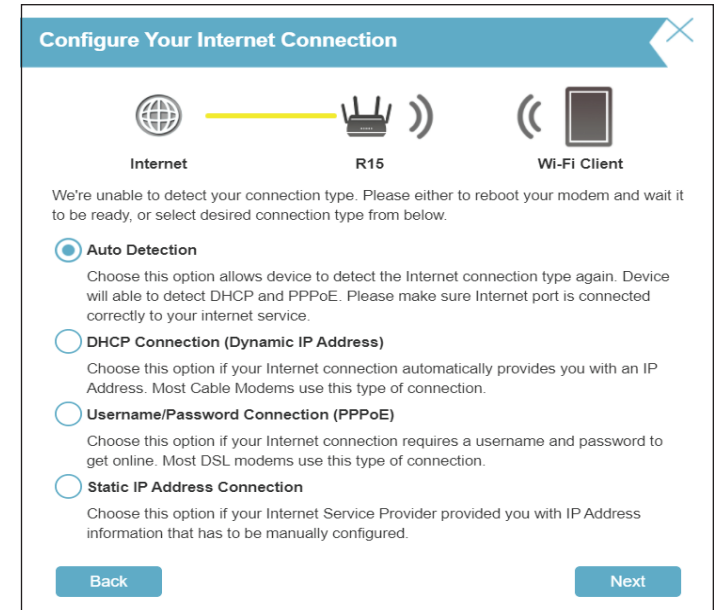 Configure Your Internet Connection
Internet
R15
Wi-Fi Client
We're unable to detect your connection type. Please either to reboot your modem and wait it
to be ready, or select desired connection type from below.
Auto Detection
Choose this option allows device to detect the Internet connection type again. Device
will able to detect DHCP and PPPoE. Please make sure Internet port is connected
correctly to your internet service.
DHCP Connection (Dynamic IP Address)
Choose this option if your Internet connection automatically provides you with an IP
Address. Most Cable Modems use this type of connection.
Username/Password Connection (PPPoE)
Choose this option if your Internet connection requires a username and password to
get online. Most DSL modems use this type of connection.
Static IP Address Connection
Choose this option if your Internet Service Provider provided you with IP Address
information that has to be manually configured.
Back
Next